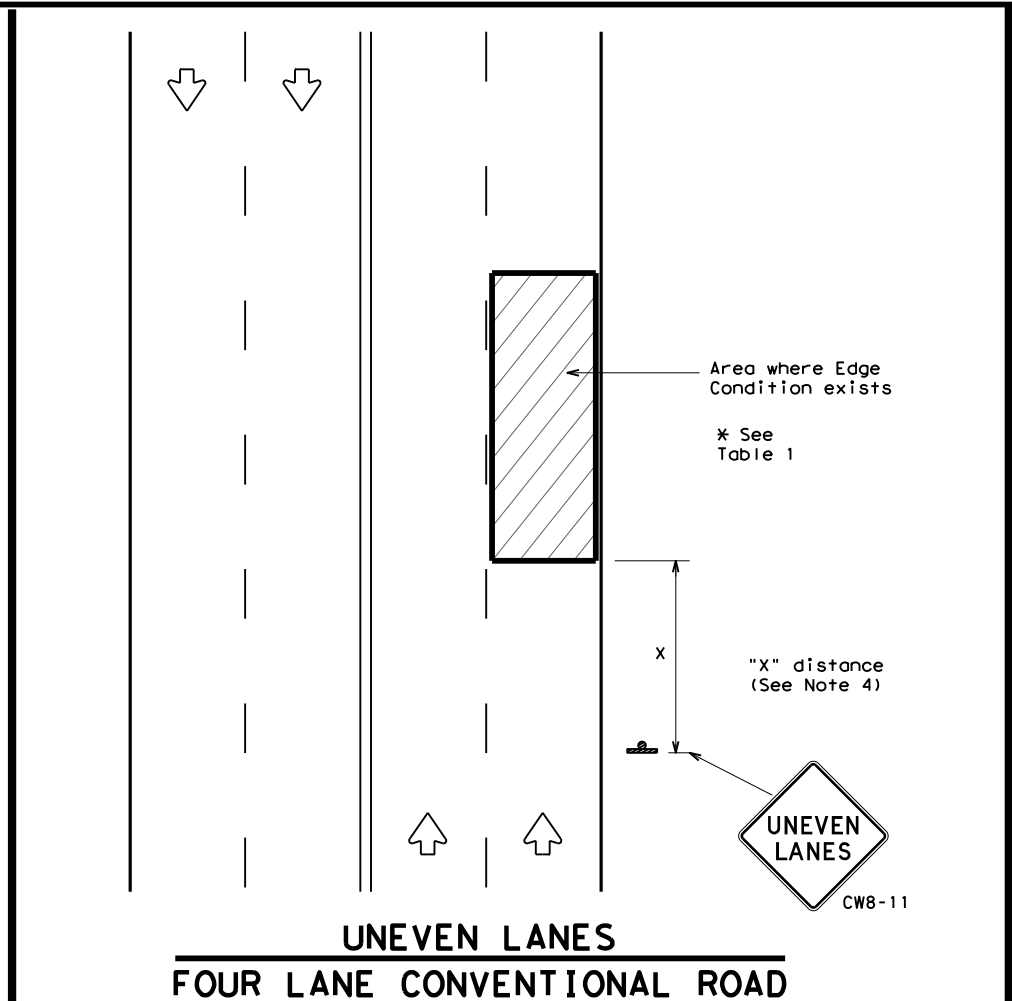 Area where Edge
Condition exists
* See
Table 1
X
"X" distance
(See Note 4)
UNEVEN
LANES
CW8-11
UNEVEN LANES
FOUR LANE CONVENTIONAL ROAD